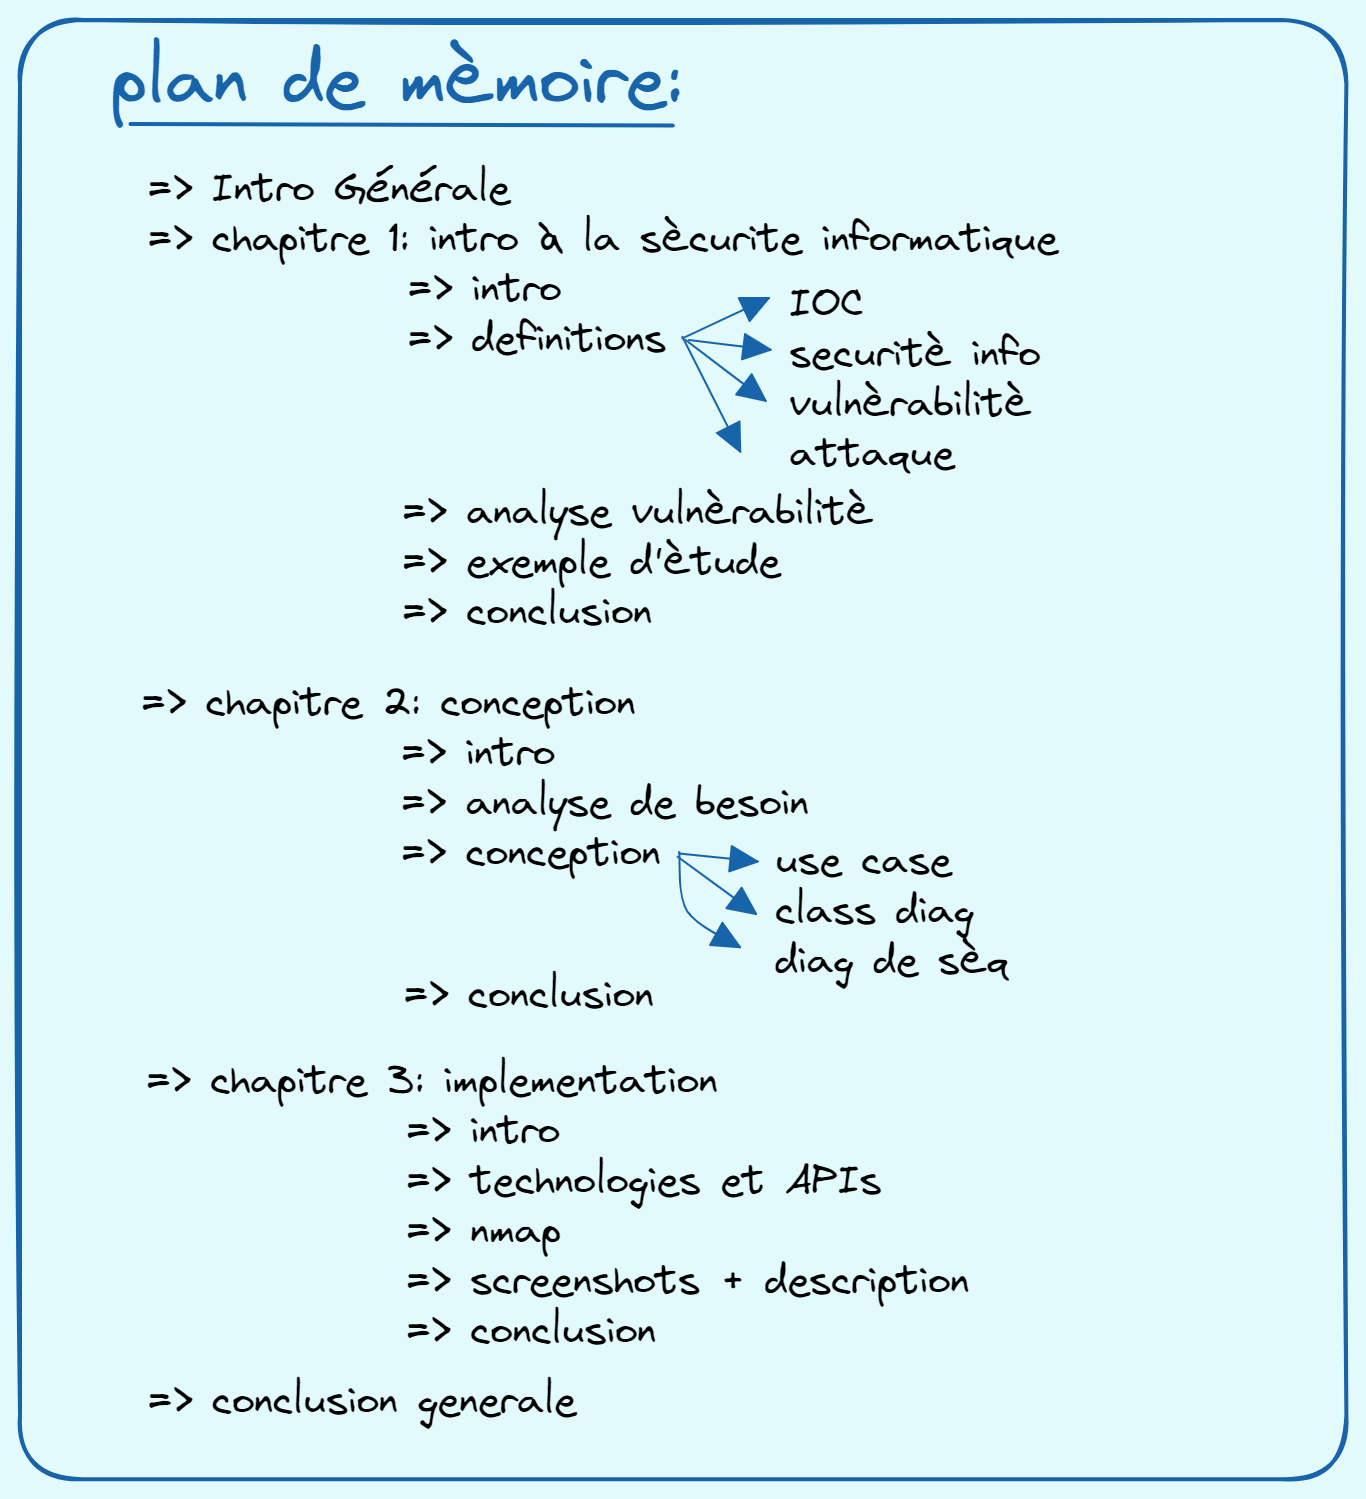 plan de mèmoire:
=> Intro Générale
=> chapitre 1: intro à la sècurite informatique
=> intro
=> definitions
IOC
securitè info
vulnèrabilitè
attaque
=> analyse vulnèrabilitè
=> exemple d'ètude
=> conclusion
=> chapitre 2: conception
=> intro
=> analyse de besoin
=> conception
use case
class diag
diag de sèq
=> conclusion
=> chapitre 3: implementation
=> intro
=> technologies et APIs
=> nmap
=> screenshots + description
=> conclusion
=> conclusion generale